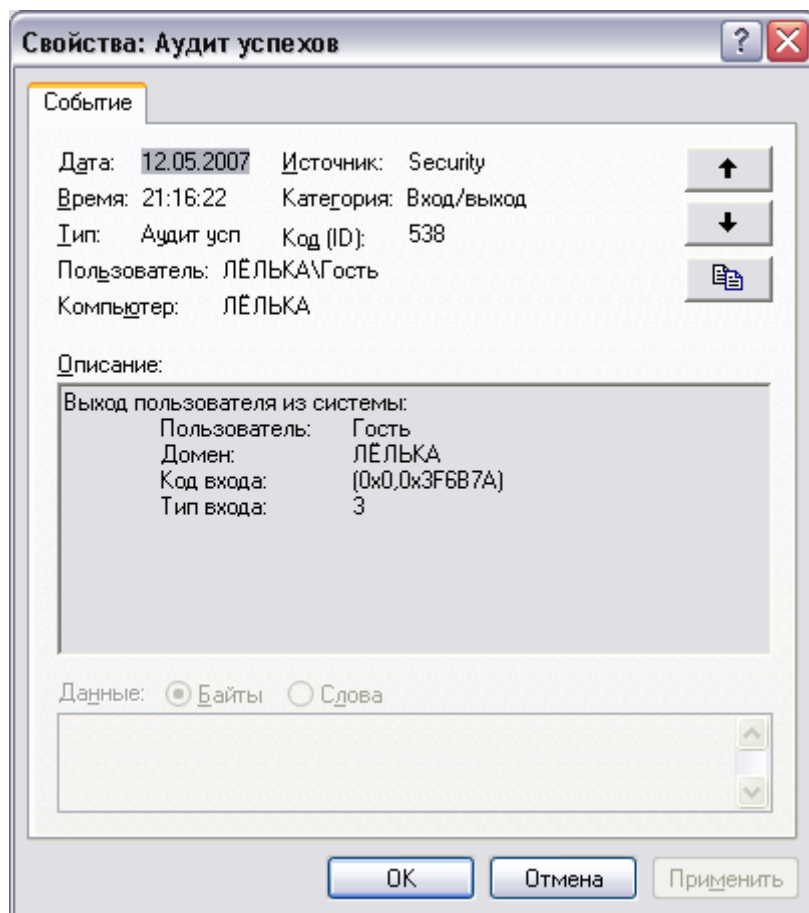 Свойства: Аудит успехов
Событие
Дата: 12.05.2007 Источник: Security
Время: 21:16:22 Категория: Вход/выход
Тип: Аудит усп Код (ID): 538
Пользователь: ЛЁЛЬКА\Гость
Компьютер: ЛЁЛЬКА
Описание:
Выход пользователя из системы:
Пользователь: Гость
Домен: ЛЁЛЬКА
Код входа: (0x0,0x3F6B7A)
Тип входа: 3
Данные: Байты Слова
OK Отмена Применить